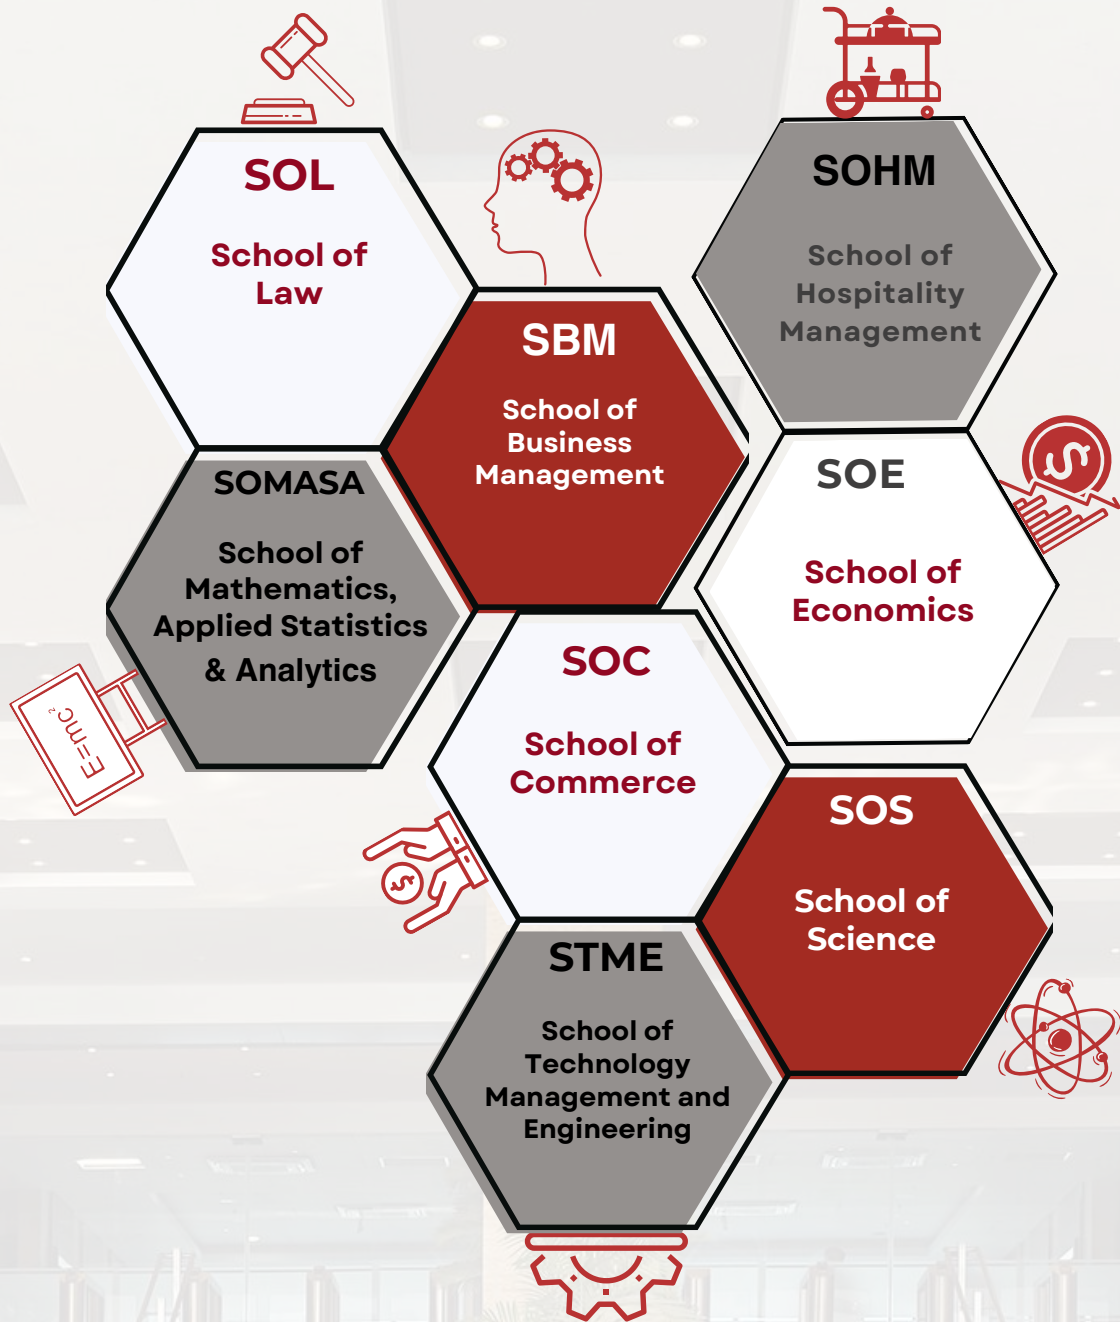 SOL
School of
Law
SOHM
School of
Hospitality
Management
SBM
School of
Business
Management
SOMASA
School of
Mathematics,
Applied Statistics
& Analytics
SOE
School of
Economics
SOC
School of
Commerce
SOS
School of
Science
STME
School of
Technology
Management and
Engineering
E=mc²
$
$